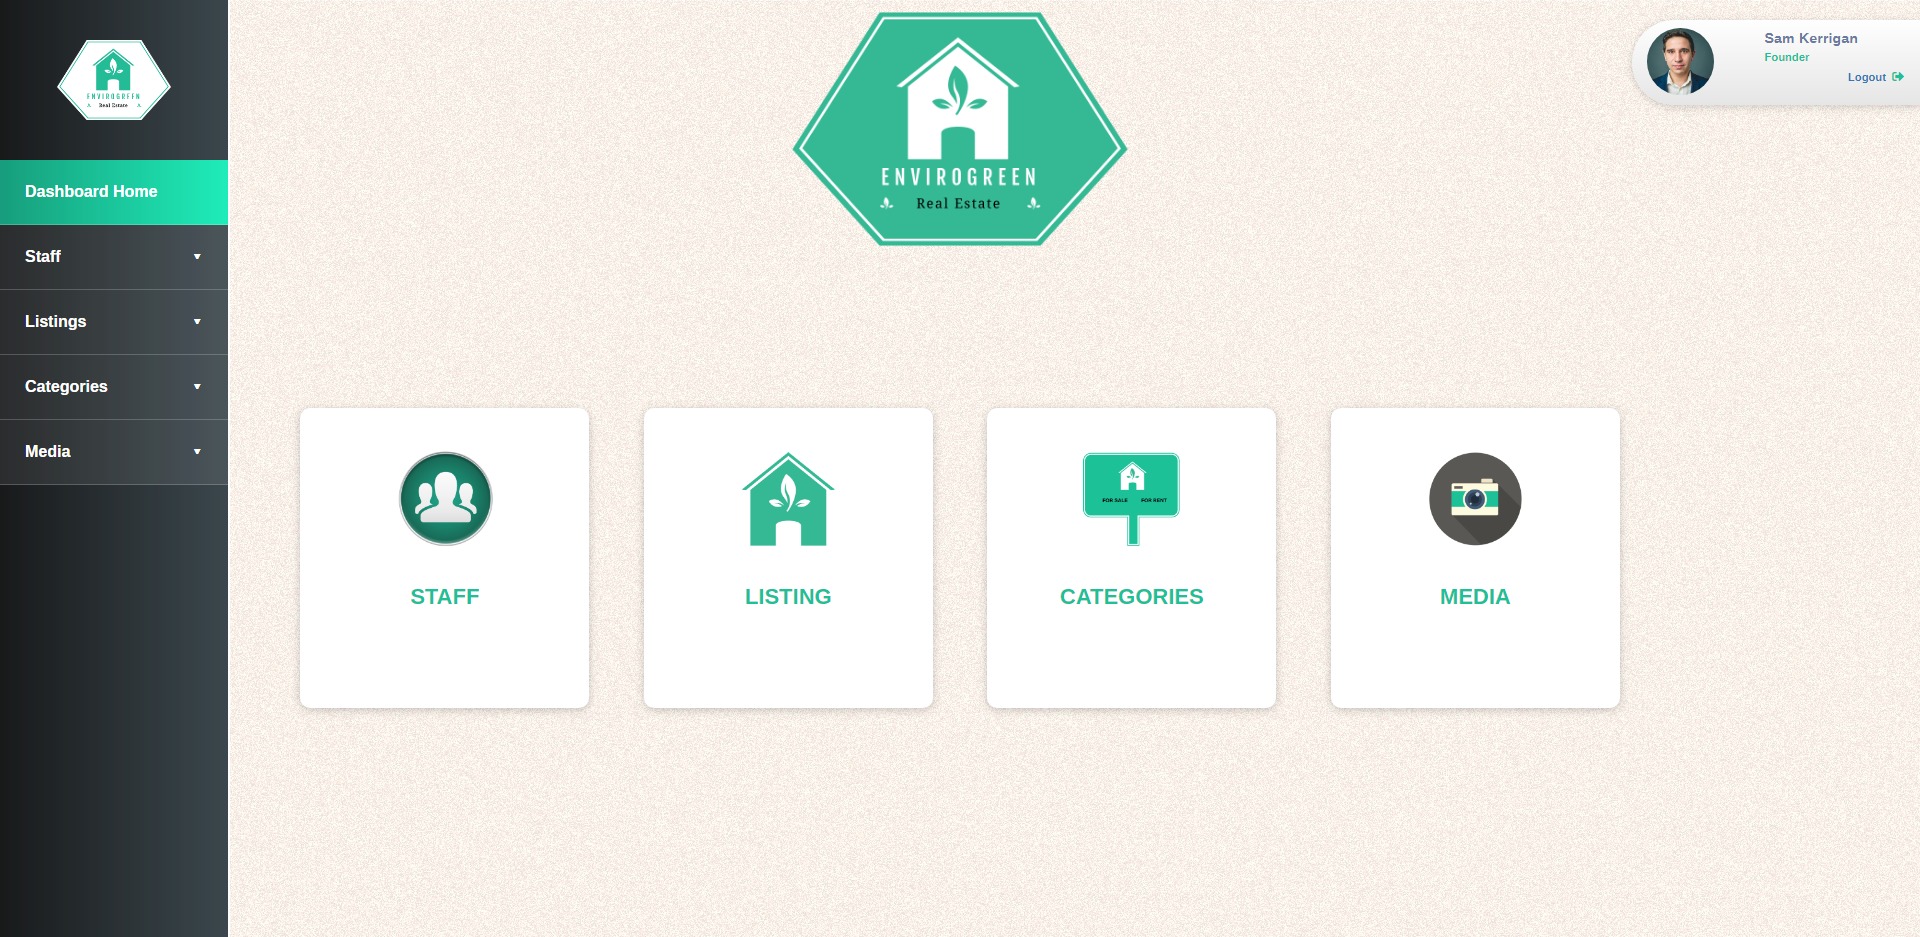 ENVIROGREEN
Real Estate
Dashboard Home
Staff
Listings
Categories
Media
ENVIROGREEN
Real Estate
Sam Kerrigan
Founder
Logout
STAFF
LISTING
FOR SALE FOR RENT
CATEGORIES
MEDIA